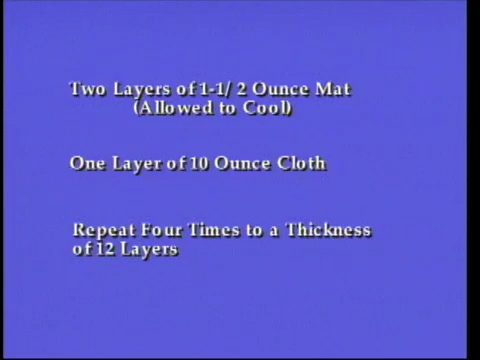 Two Layers of 1-1/ 2 Ounce Mat
(Allowed to Cool)
One Layer of 10 Ounce Cloth
Repeat Four Times to a Thickness
of 12 Layers